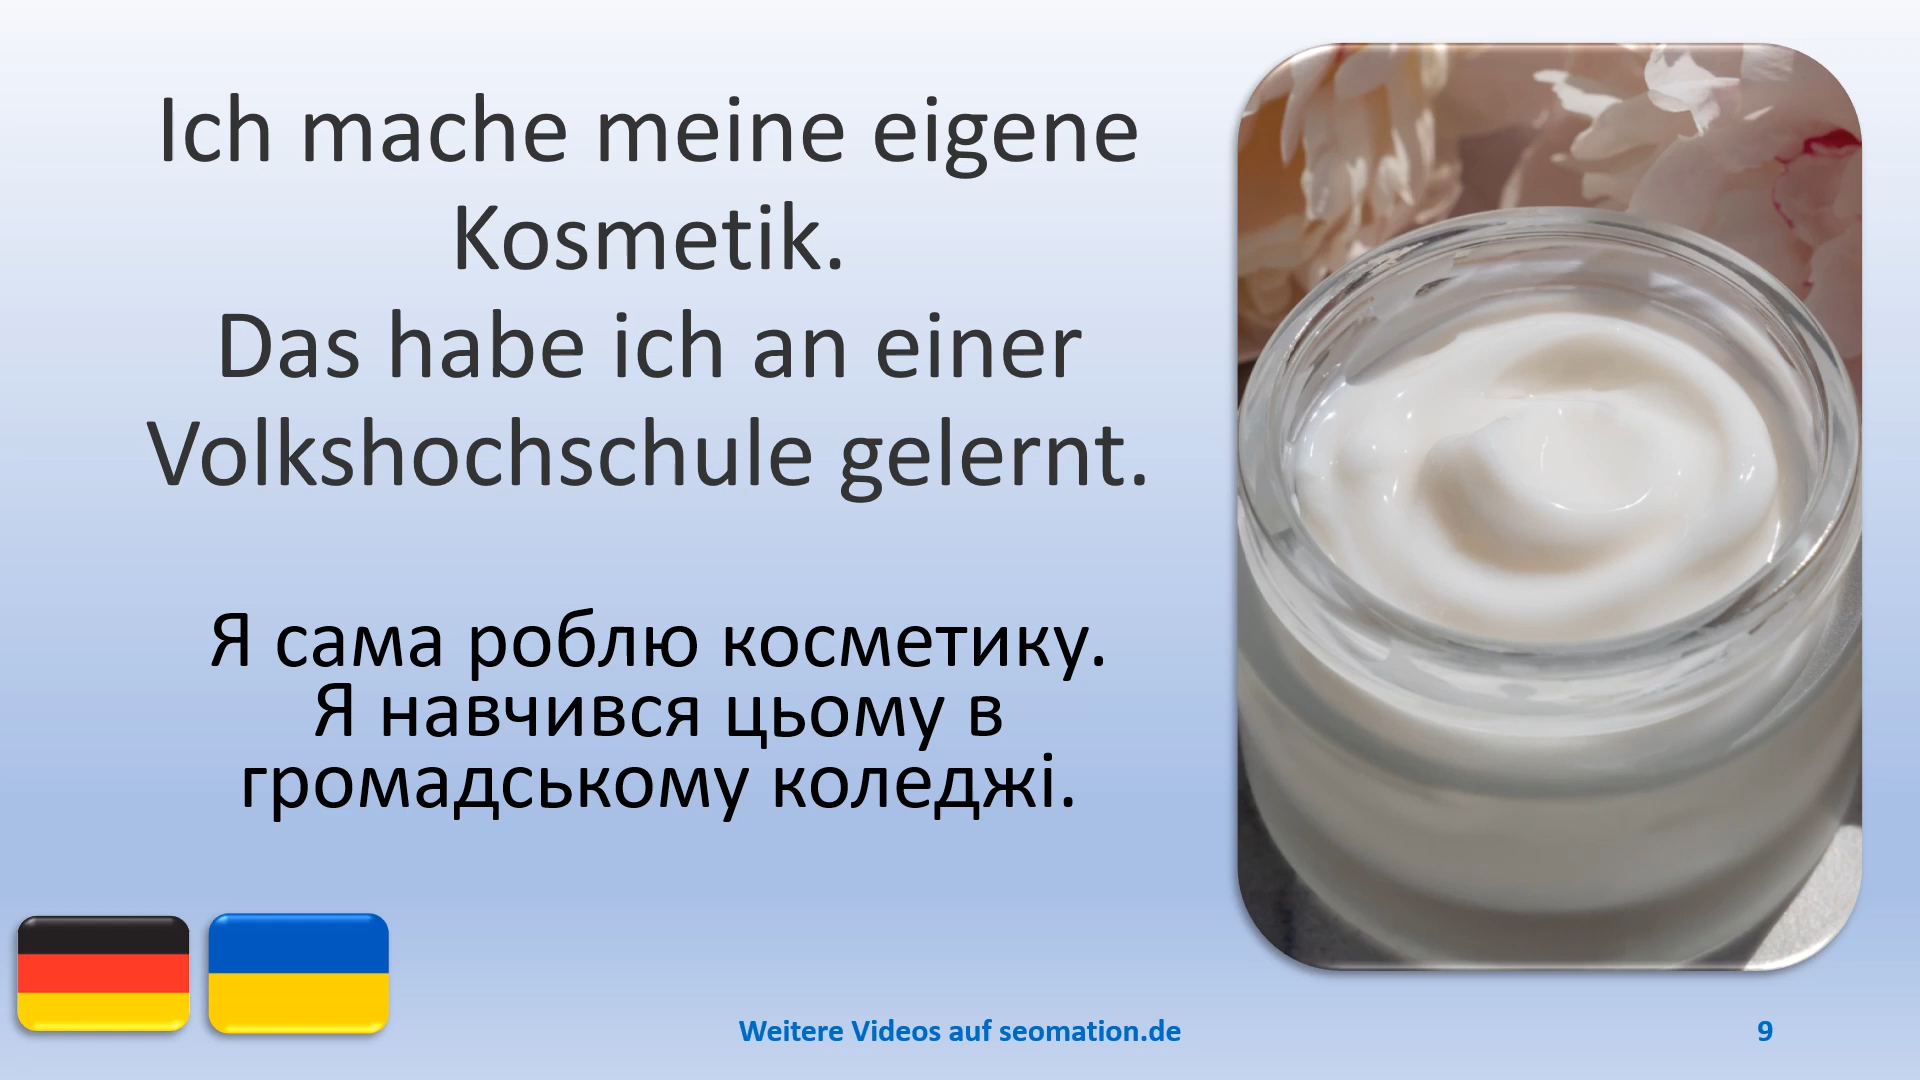 Ich mache meine eigene
Kosmetik.
Das habe ich an einer
Volkshochschule gelernt.
Я сама роблю косметику.
Я навчився цьому в
громадському коледжі.
Weitere Videos auf seomation.de
9